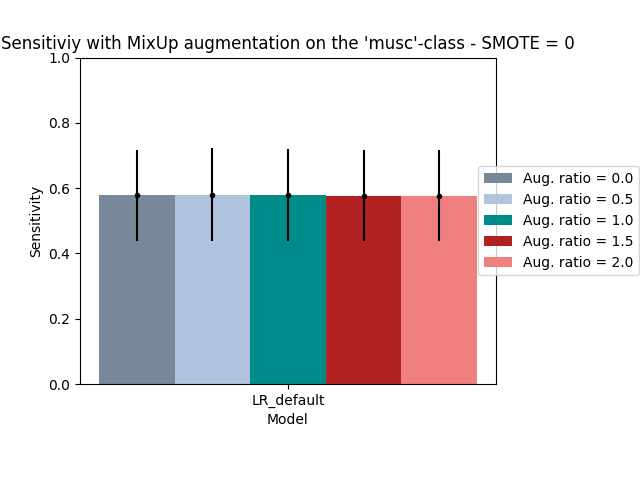 Sensitiviy with MixUp augmentation on the 'musc'-class - SMOTE = 0
1.0
0.8
0.6
0.4
0.2
0.0
Sensitivity
LR_default
Model
Aug. ratio = 0.0
Aug. ratio = 0.5
Aug. ratio = 1.0
Aug. ratio = 1.5
Aug. ratio = 2.0